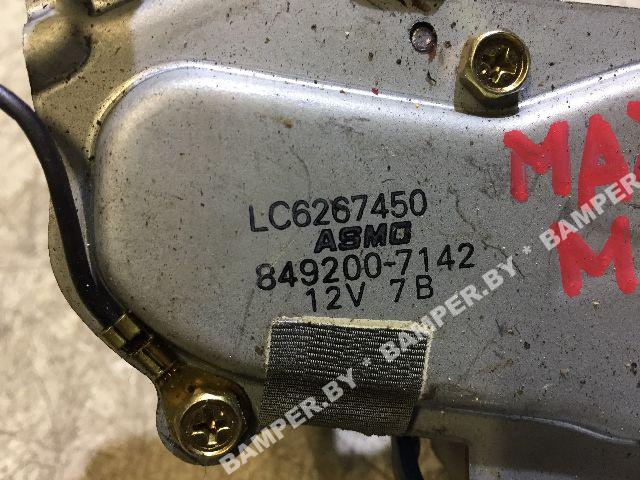 LC6267450
ASMO
849200-7142
12V 7B
BAMPER.BY * BAMPER.BY * BAMPER.BY